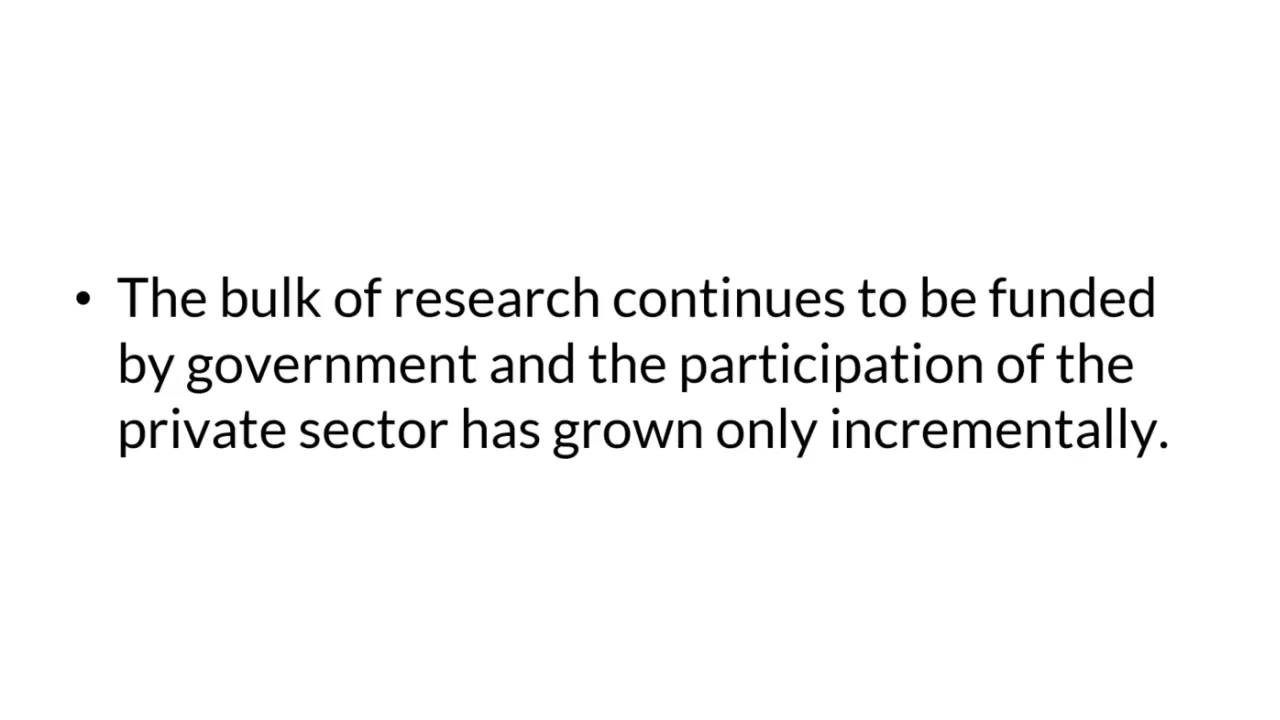 • The bulk of research continues to be funded
by government and the participation of the
private sector has grown only incrementally.